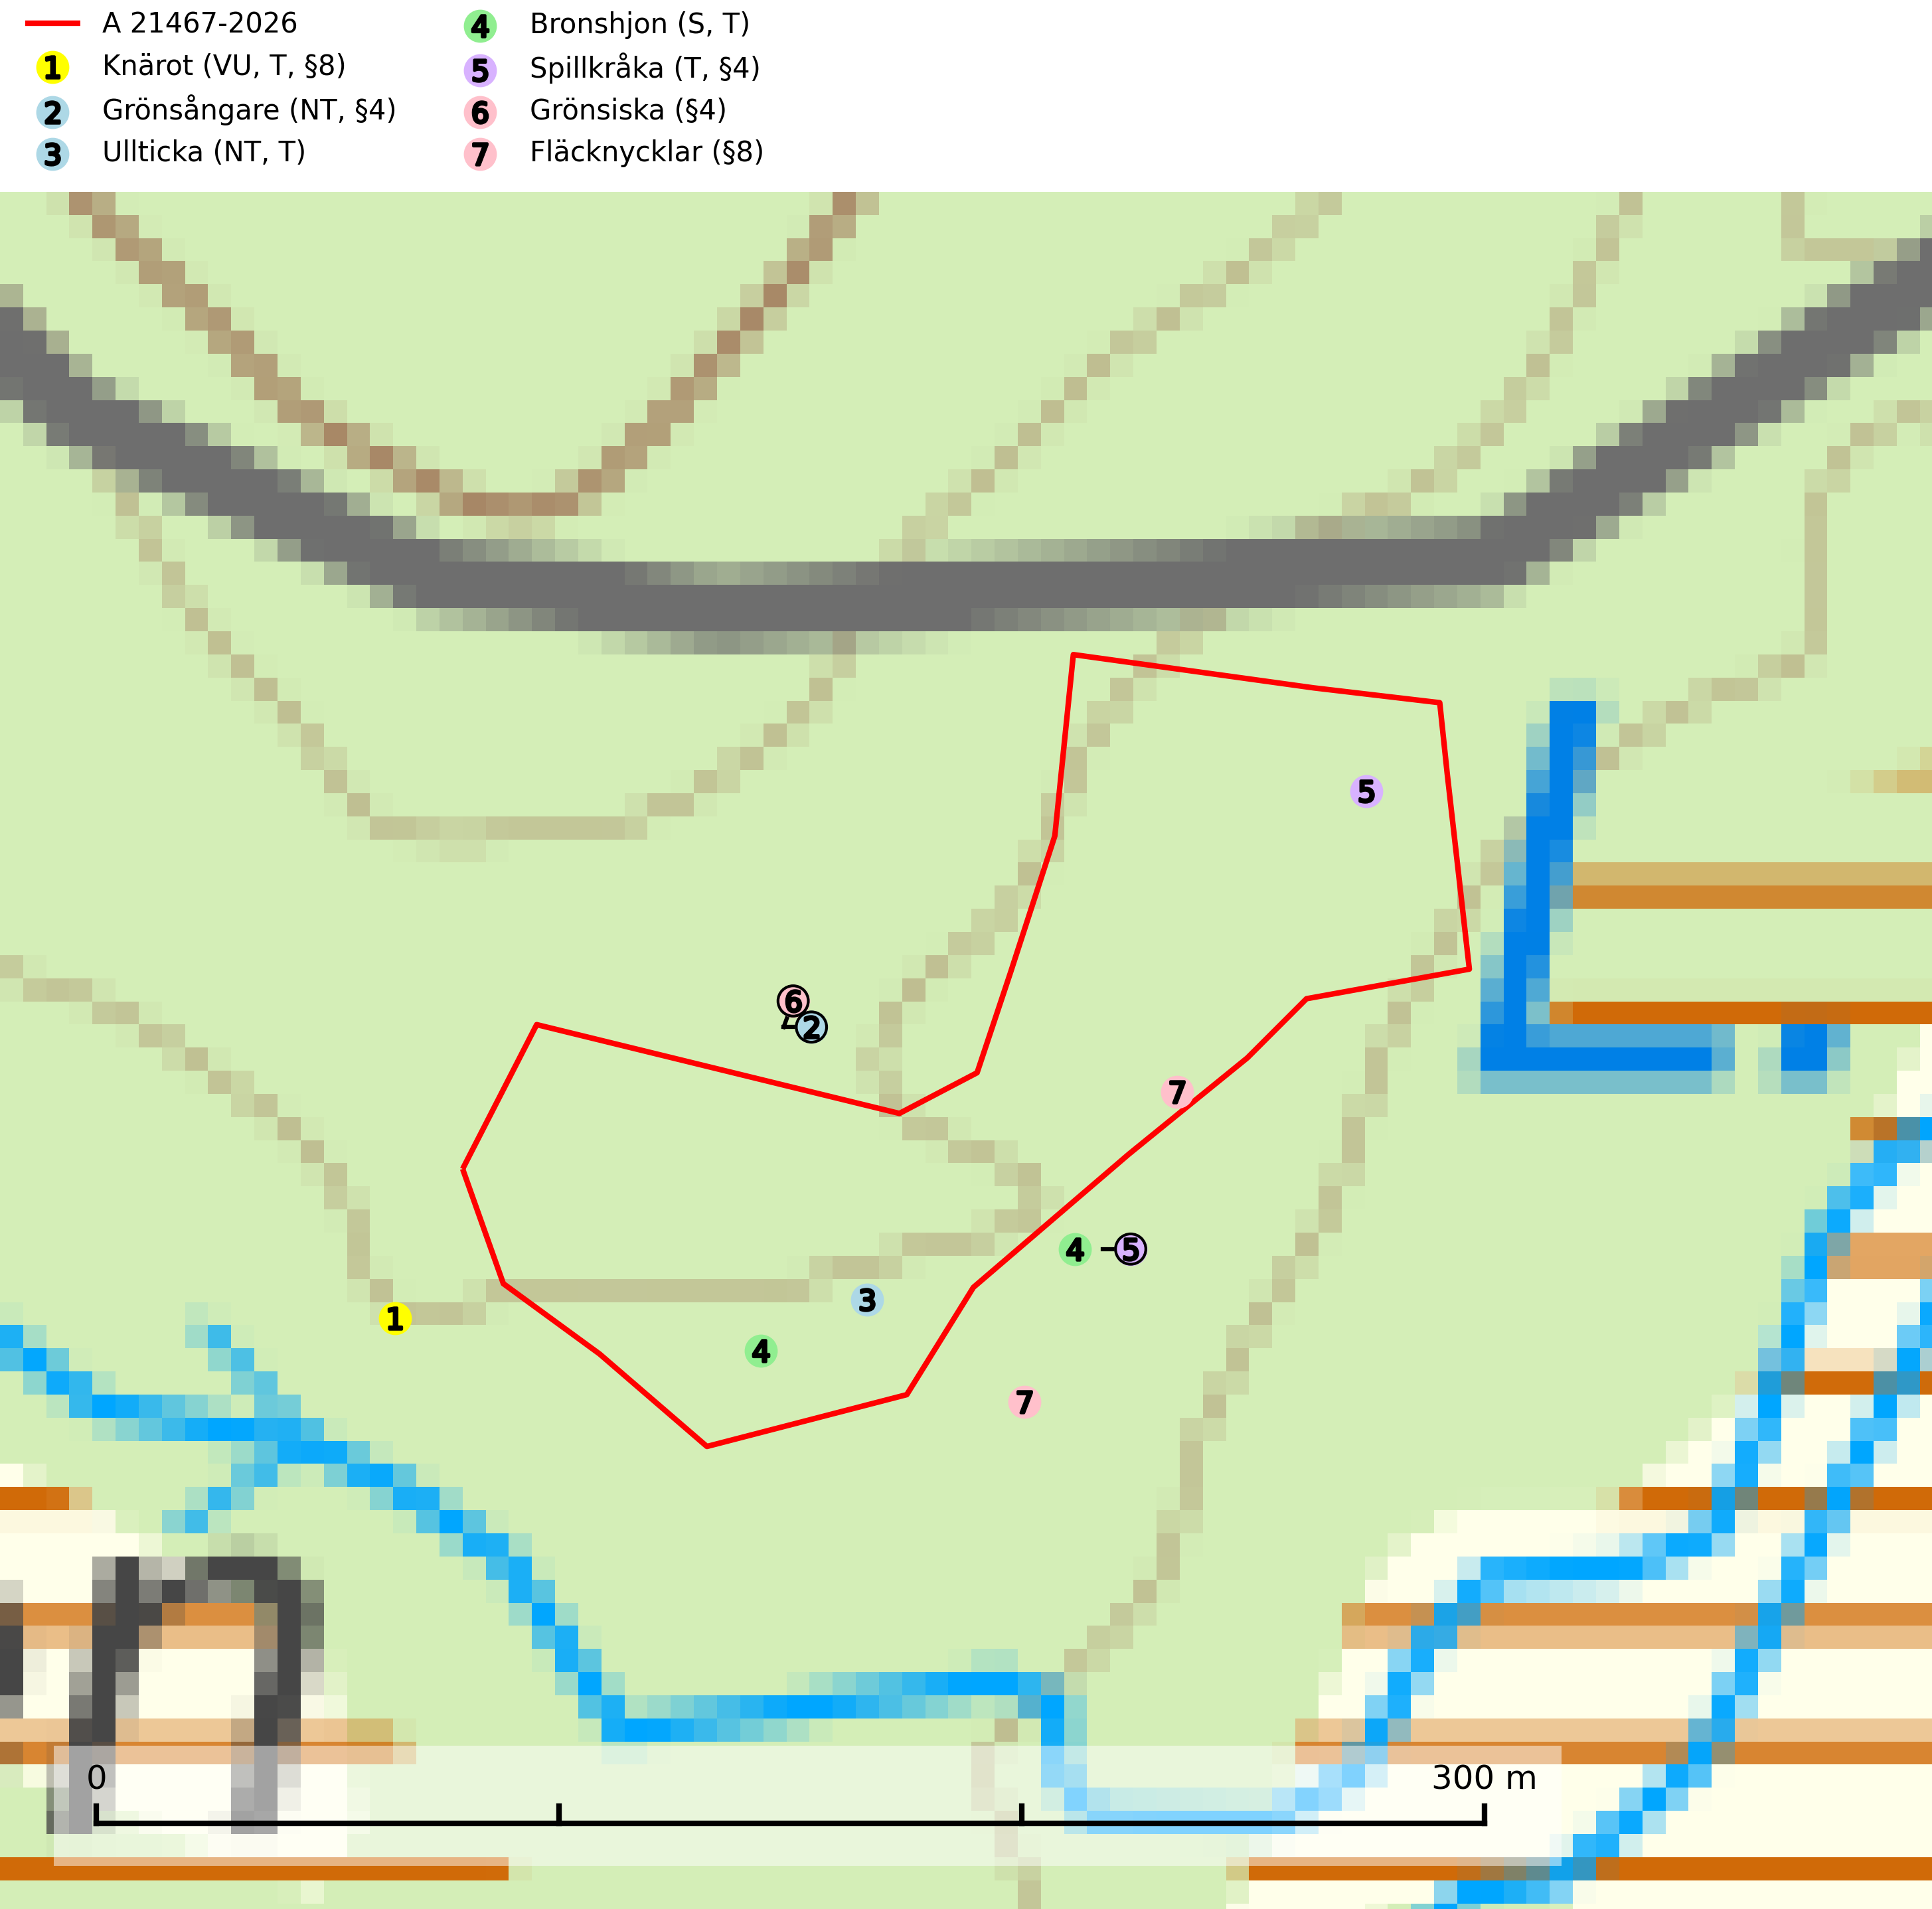 A 21467-2026
1 Knärot (VU, T, §8)
2 Grönsångare (NT, §4)
3 Ullticka (NT, T)
4 Bronshjon (S, T)
5 Spillkråka (T, §4)
6 Grönsiska (§4)
7 Fläcknycklar (§8)
5
6
2
7
4 5
3
1
4
7
0 300 m